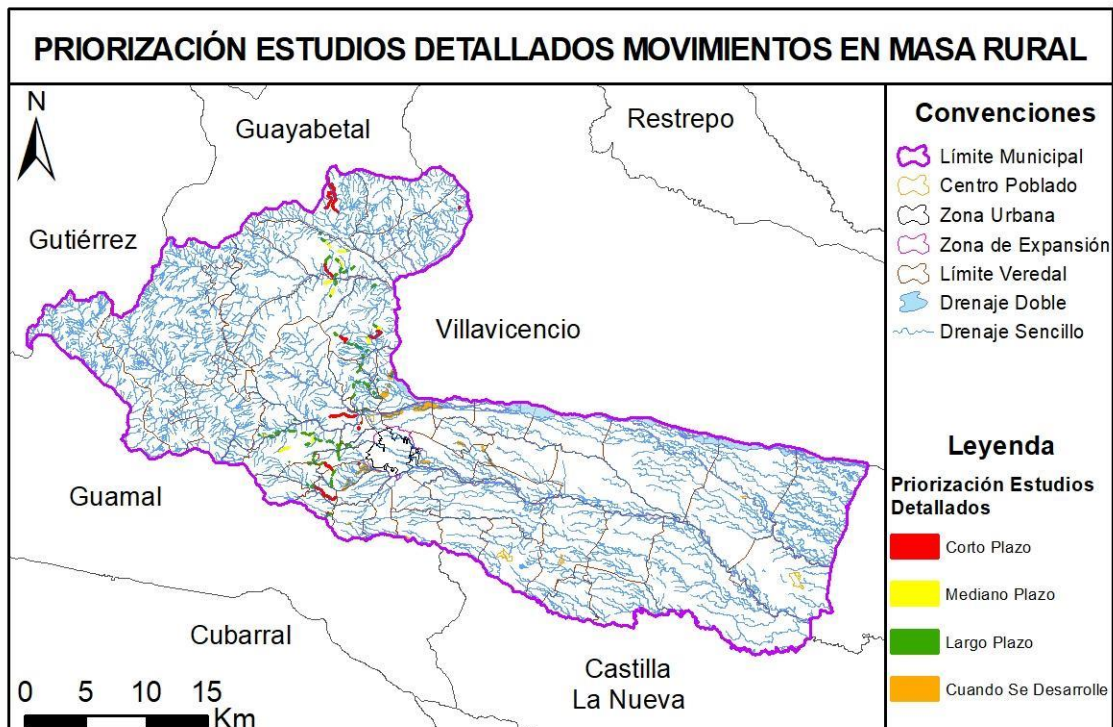 PRIORIZACIÓN ESTUDIOS DETALLADOS MOVIMIENTOS EN MASA RURAL
N
Guayabetal
Restrepo
Gutiérrez
Villavicencio
Guamal
Cubarral
Castilla
La Nueva
0 5 10 15
Km
Convenciones
Límite Municipal
Centro Poblado
Zona Urbana
Zona de Expansión
Límite Veredal
Drenaje Doble
Drenaje Sencillo
Leyenda
Priorización Estudios
Detallados
Corto Plazo
Mediano Plazo
Largo Plazo
Cuando Se Desarrolle